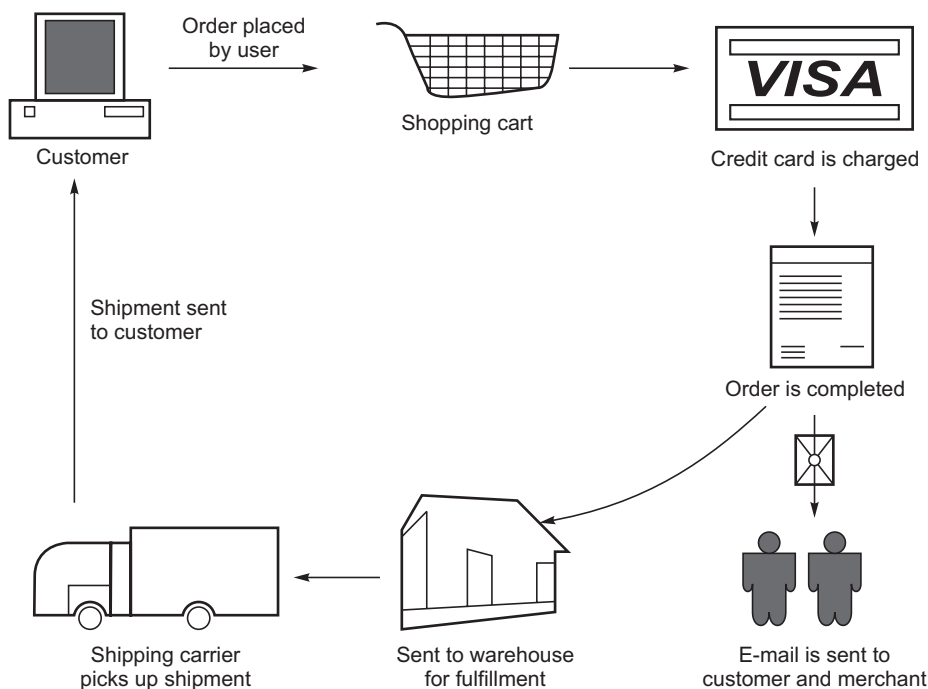 Order placed
by user
VISA
Customer
Shopping cart
Credit card is charged
Shipment sent
to customer
Order is completed
Shipping carrier
picks up shipment
Sent to warehouse
for fulfillment
E-mail is sent to
customer and merchant